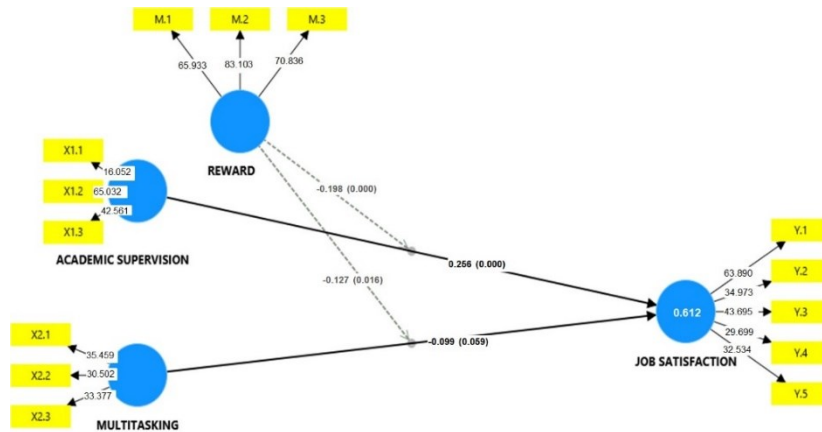 M.1
M.2
M.3
65.933
83.103
70.836
REWARD
X1.1
X1.2
X1.3
16.052
65.032
42.561
ACADEMIC SUPERVISION
-0.198 (0.000)
0.256 (0.000)
-0.127 (0.016)
-0.099 (0.059)
X2.1
X2.2
X2.3
35.459
30.502
33.377
MULTITASKING
0.612
JOB SATISFACTION
63.890
34.973
43.695
29.699
32.534
Y.1
Y.2
Y.3
Y.4
Y.5